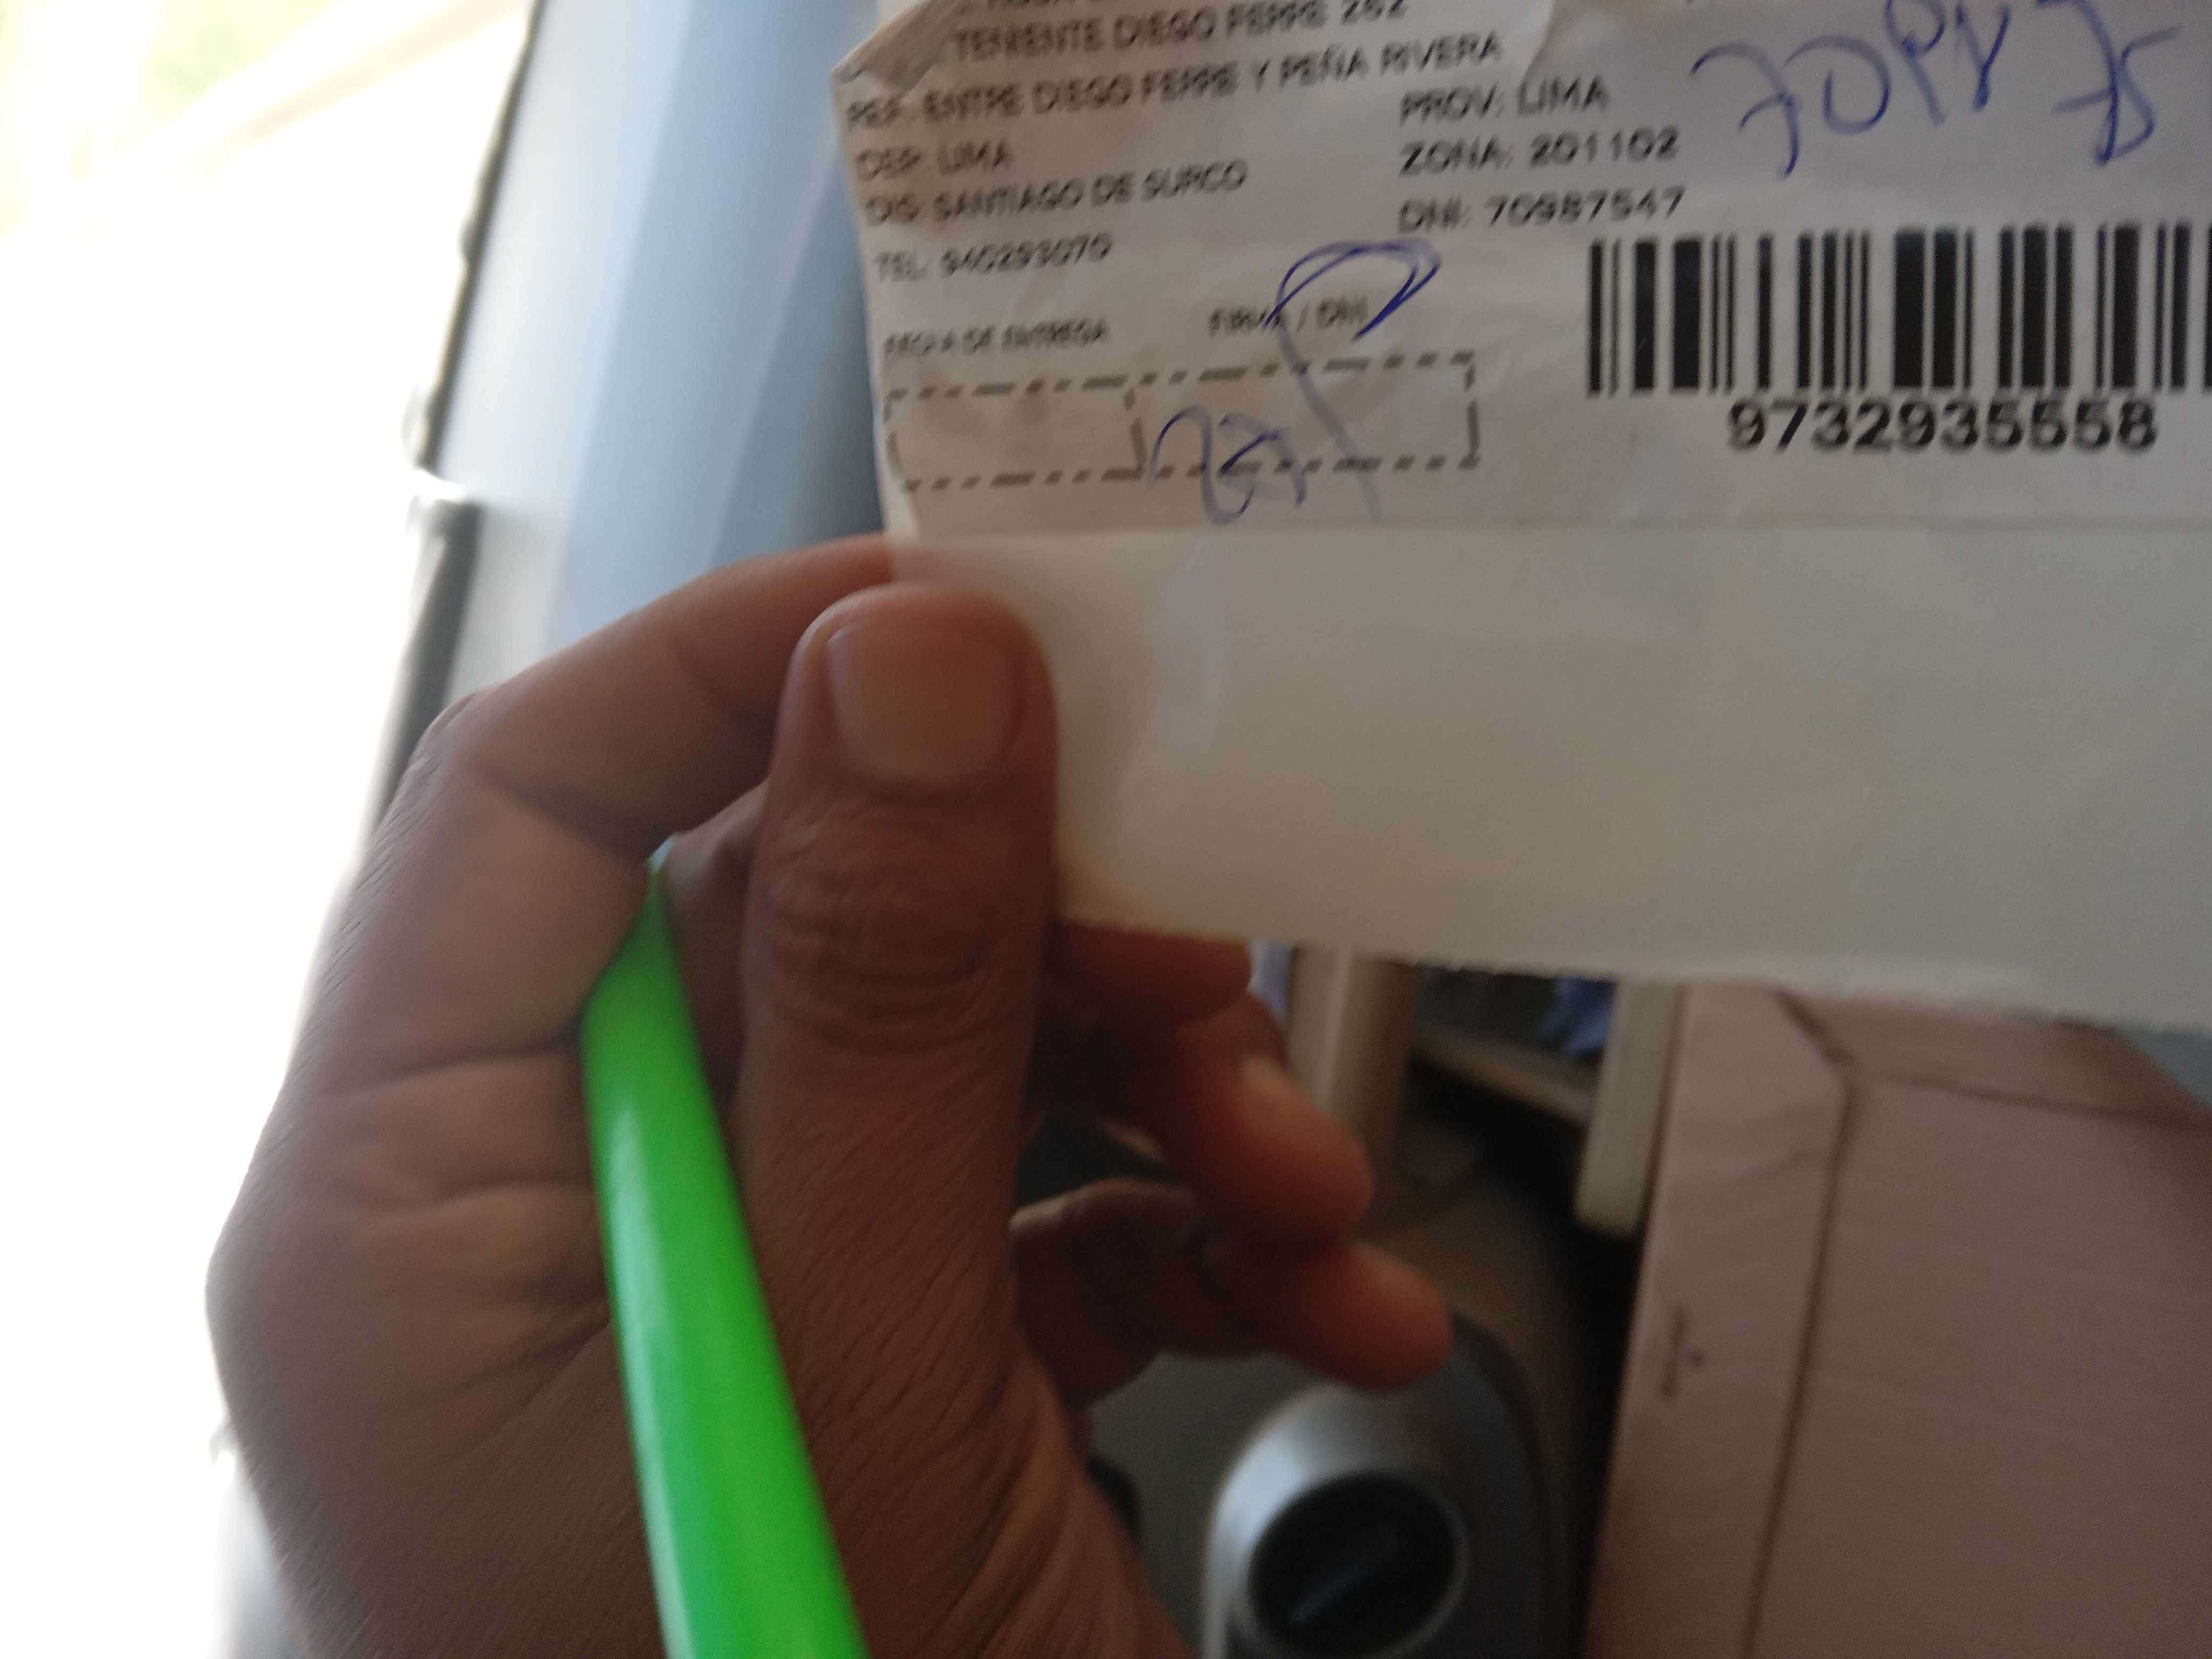 TENIENTE DIEGO FERRE 262
REF: ENTRE DIEGO FERRE Y PEÑA RIVERA
DEP: LIMA
PROV: LIMA
DIS: SANTIAGO DE SURCO
ZONA: 201102
TEL: 940293070
DNI: 70987547
FECHA DE ENTREGA
FIRMA / DNI
9732935558